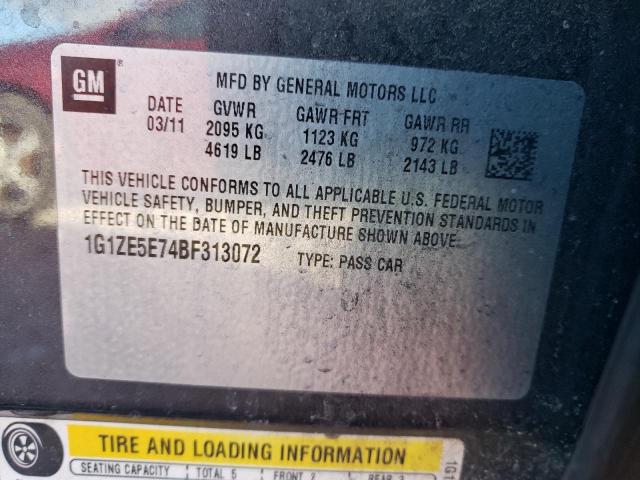 GM®
MFD BY GENERAL MOTORS LLC
DATE GVWR GAWR FRT GAWR RR
03/11 2095 KG 1123 KG 972 KG
4619 LB 2476 LB 2143 LB
THIS VEHICLE CONFORMS TO ALL APPLICABLE U.S. FEDERAL MOTOR
VEHICLE SAFETY, BUMPER, AND THEFT PREVENTION STANDARDS IN
EFFECT ON THE DATE OF MANUFACTURE SHOWN ABOVE.
1G1ZE5E74BF313072 TYPE: PASS CAR
TIRE AND LOADING INFORMATION
SEATING CAPACITY TOTAL 5 FRONT 2 REAR 3